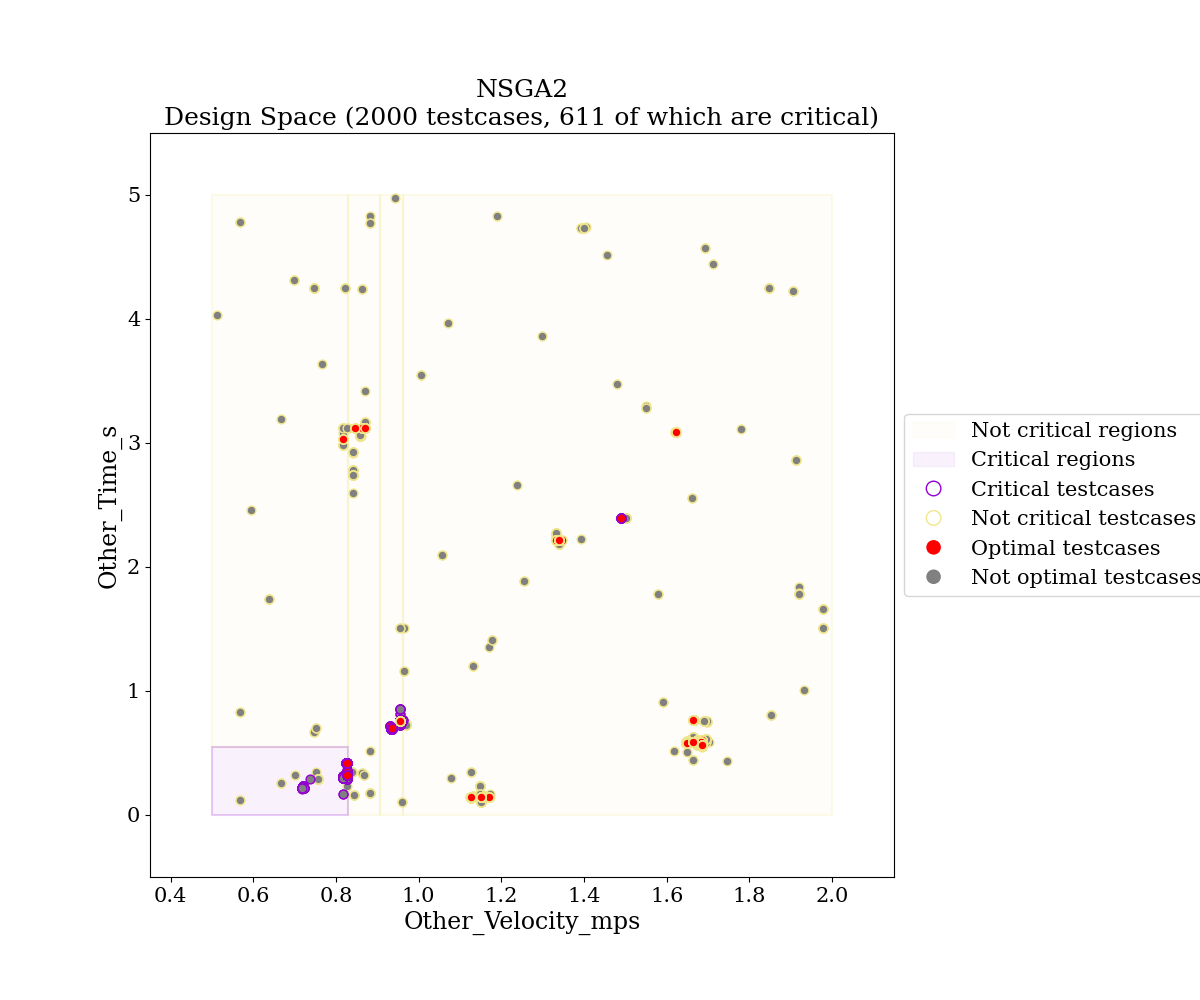 NSGA2
Design Space (2000 testcases, 611 of which are critical)
Other_Time_s
5
4
3
2
1
0
0.4 0.6 0.8 1.0 1.2 1.4 1.6 1.8 2.0
Other_Velocity_mps
Not critical regions
Critical regions
Critical testcases
Not critical testcases
Optimal testcases
Not optimal testcases